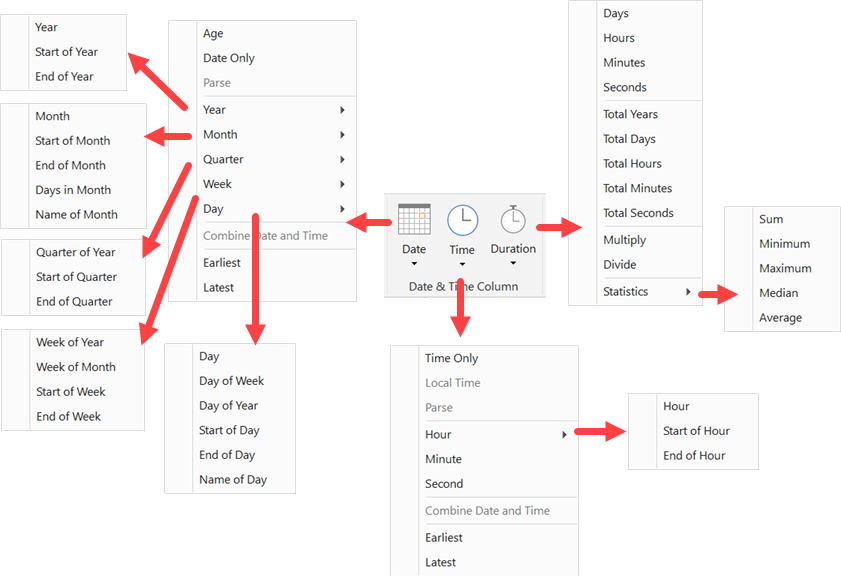 Year
Start of Year
End of Year
Month
Start of Month
End of Month
Days in Month
Name of Month
Quarter of Year
Start of Quarter
End of Quarter
Week of Year
Week of Month
Start of Week
End of Week
Age
Date Only
Parse
Year
Month
Quarter
Week
Day
Combine Date and Time
Earliest
Latest
Day
Day of Week
Day of Year
Start of Day
End of Day
Name of Day
Date
Time
Duration
Date & Time Column
Time Only
Local Time
Parse
Hour
Minute
Second
Combine Date and Time
Earliest
Latest
Hour
Start of Hour
End of Hour
Days
Hours
Minutes
Seconds
Total Years
Total Days
Total Hours
Total Minutes
Total Seconds
Multiply
Divide
Statistics
Sum
Minimum
Maximum
Median
Average